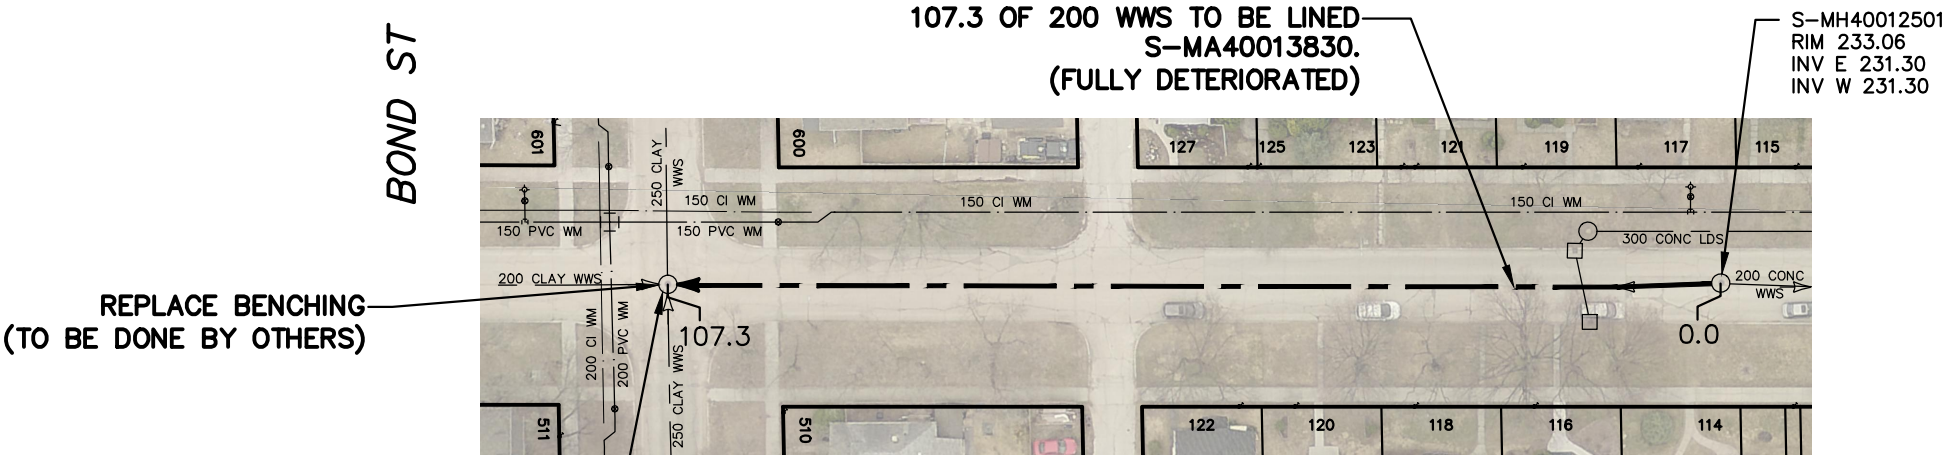 BOND ST
107.3 OF 200 WWS TO BE LINED
S-MA40013830.
(FULLY DETERIORATED)
S-MH40012501
RIM 233.06
INV E 231.30
INV W 231.30
601
250 CLAY
WWS
600
127
125
123
121
119
117
115
150 CI WM
150 CI WM
150 CI WM
150 PVC WM
150 PVC WM
300 CONC LDS
200 CLAY WWS
200 CONC
WWS
REPLACE BENCHING
(TO BE DONE BY OTHERS)
107.3
0.0
200 CI WM
200 PVC WM
250 CLAY WWS
511
510
122
120
118
116
114